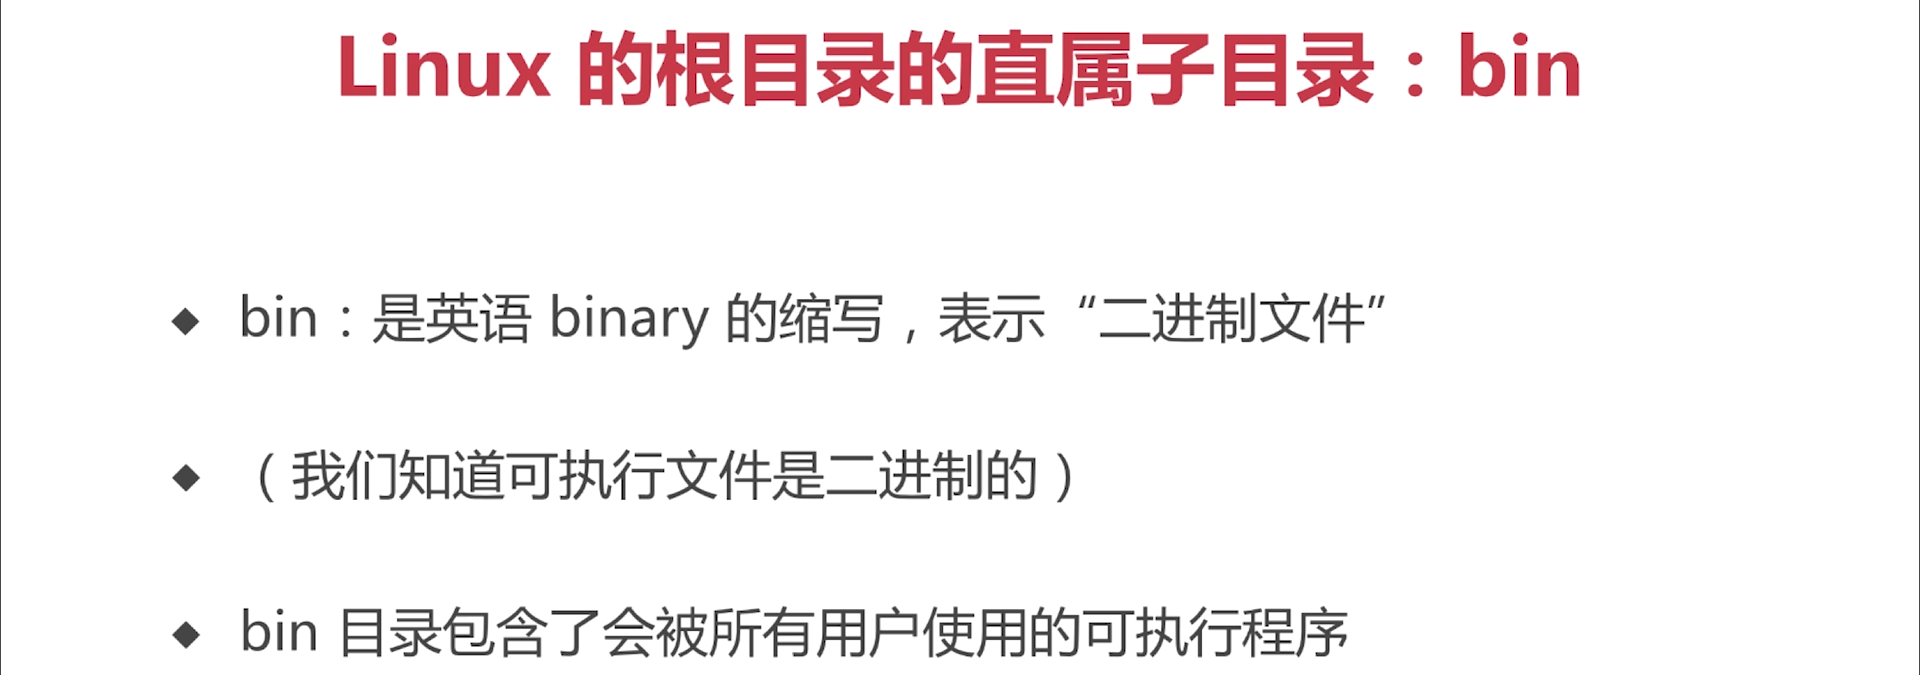 Linux 的根目录的直属子目录：bin
◆ bin：是英语 binary 的缩写，表示“二进制文件”
◆ （我们知道可执行文件是二进制的）
◆ bin 目录包含了会被所有用户使用的可执行程序